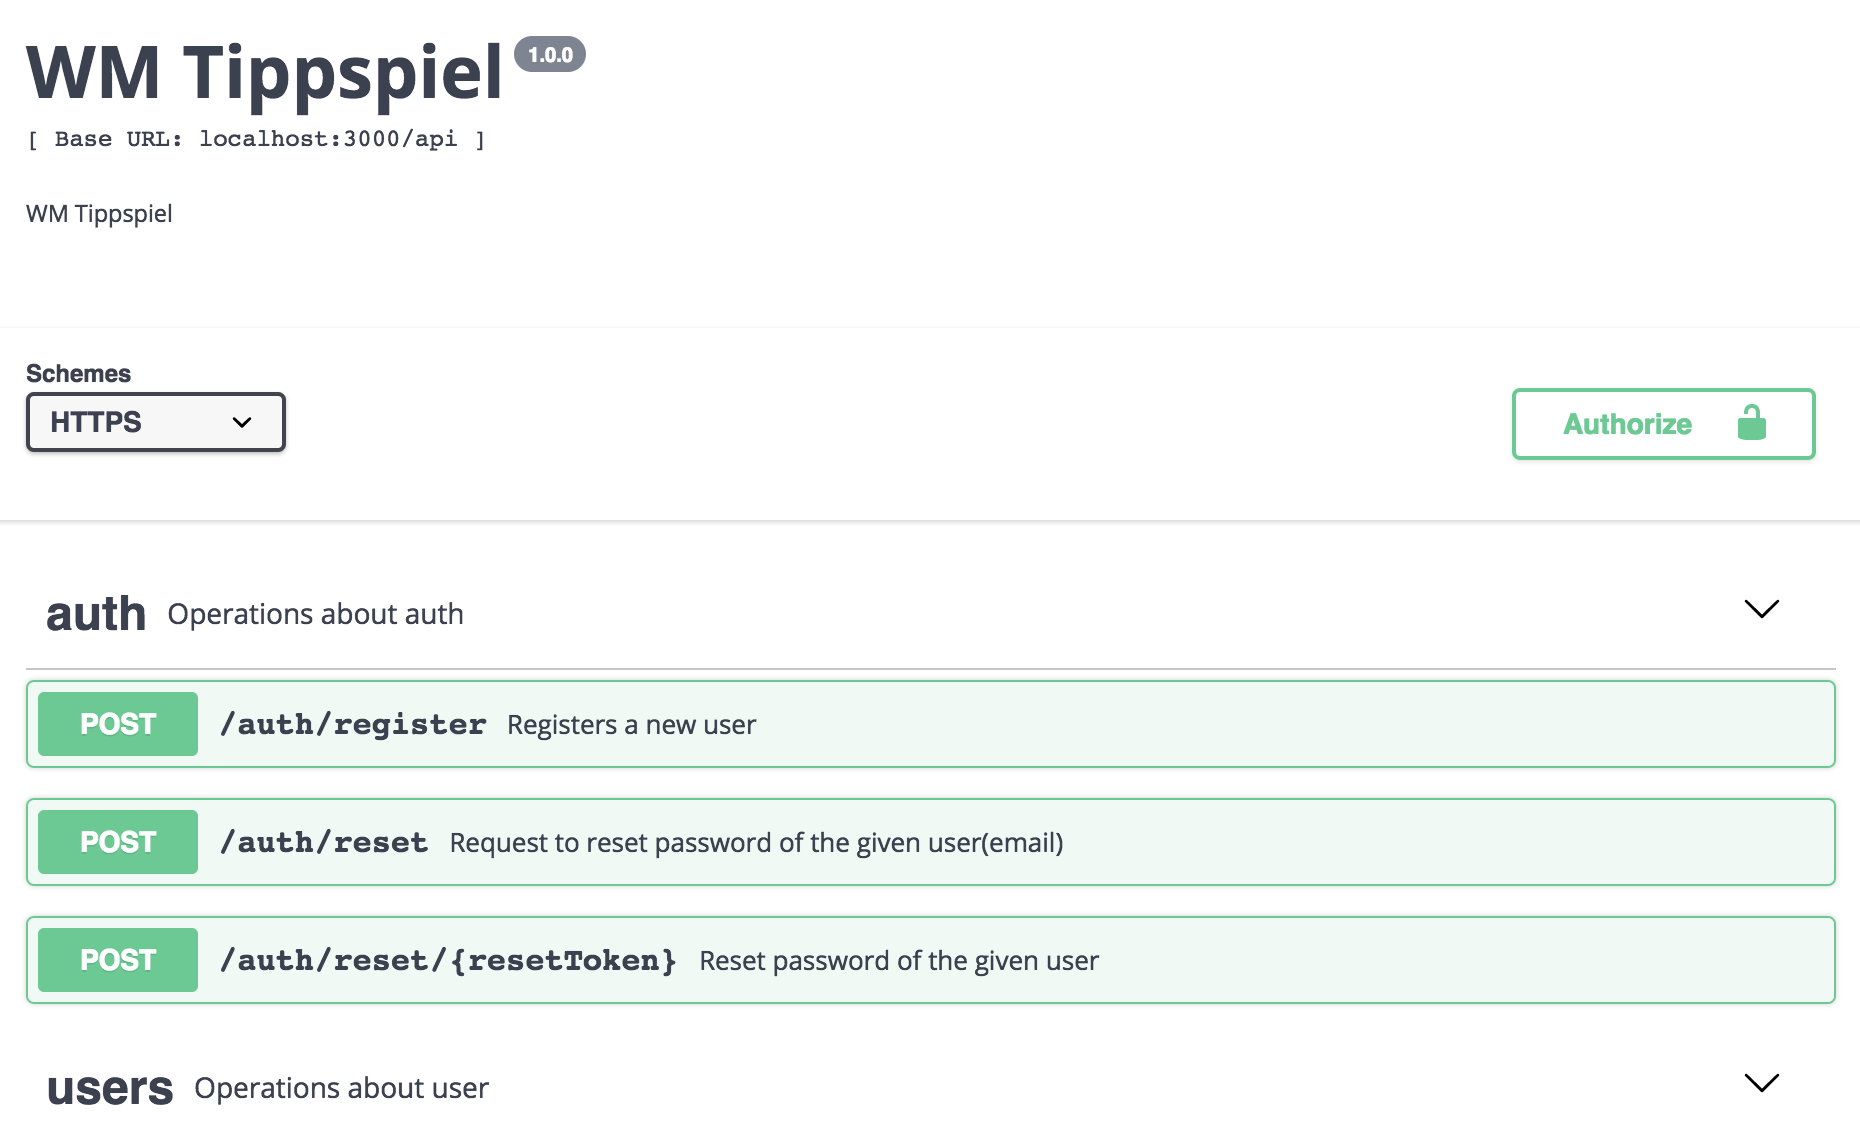 WM Tippspiel 1.0.0
[ Base URL: localhost:3000/api ]
WM Tippspiel
Schemes
HTTPS
Authorize
auth Operations about auth
POST /auth/register Registers a new user
POST /auth/reset Request to reset password of the given user(email)
POST /auth/reset/{resetToken} Reset password of the given user
users Operations about user